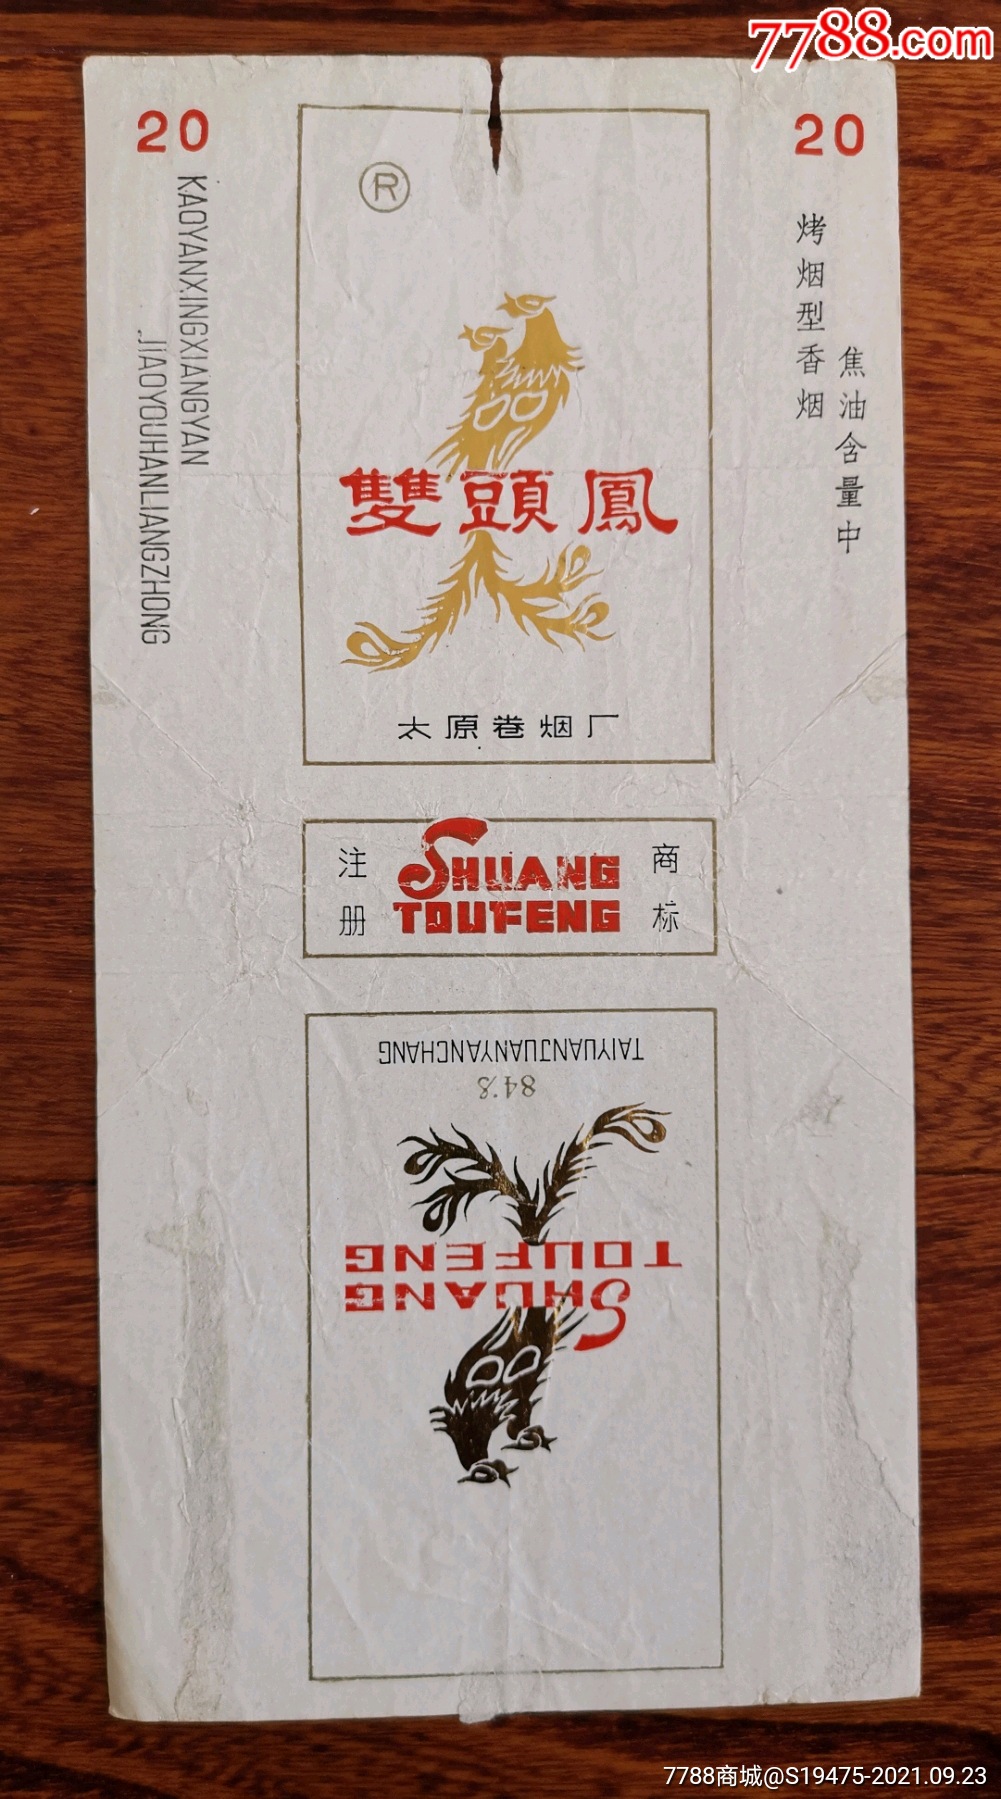 7788.com
20
KAOYANXINGXIANGYAN
JIAOYOUHANLIANGZHONG
20
烤烟型香烟
焦油含量中
®
雙頭鳳
太原卷烟厂
注册
SHUANG
TOUFENG
商标
TAIYUANJUANYANCHANG
84%
SHUANG
TOUFENG
7788商城@S19475-2021.09.23